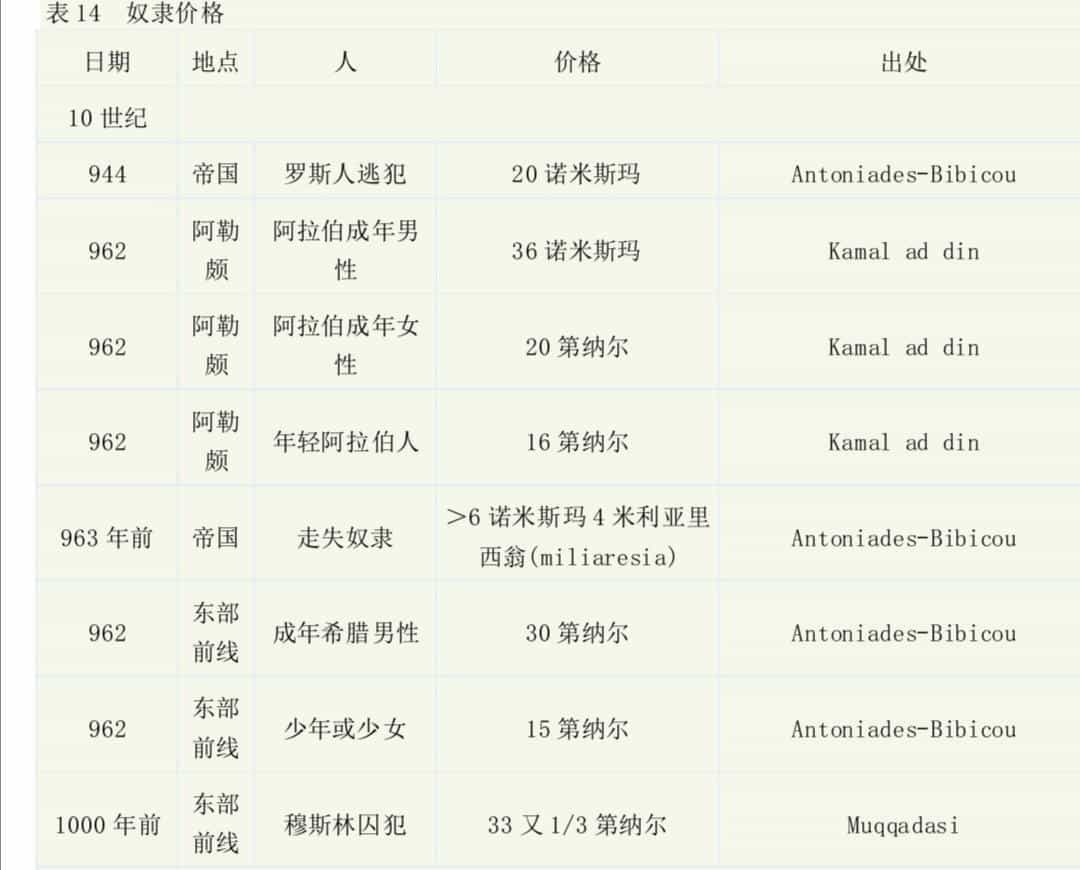 表 14 奴隶价格
日期 地点 人 价格 出处
10 世纪
944 帝国 罗斯人逃犯 20 诺米斯玛 Antoniades-Bibicou
962 阿勒颇 阿拉伯成年男性 36 诺米斯玛 Kamal ad din
962 阿勒颇 阿拉伯成年女性 20 第纳尔 Kamal ad din
962 阿勒颇 年轻阿拉伯人 16 第纳尔 Kamal ad din
963 年前 帝国 走失奴隶 >6 诺米斯玛 4 米利亚里西翁(miliaresia) Antoniades-Bibicou
962 东部前线 成年希腊男性 30 第纳尔 Antoniades-Bibicou
962 东部前线 少年或少女 15 第纳尔 Antoniades-Bibicou
1000 年前 东部前线 穆斯林囚犯 33 又 1/3 第纳尔 Muqqadasi